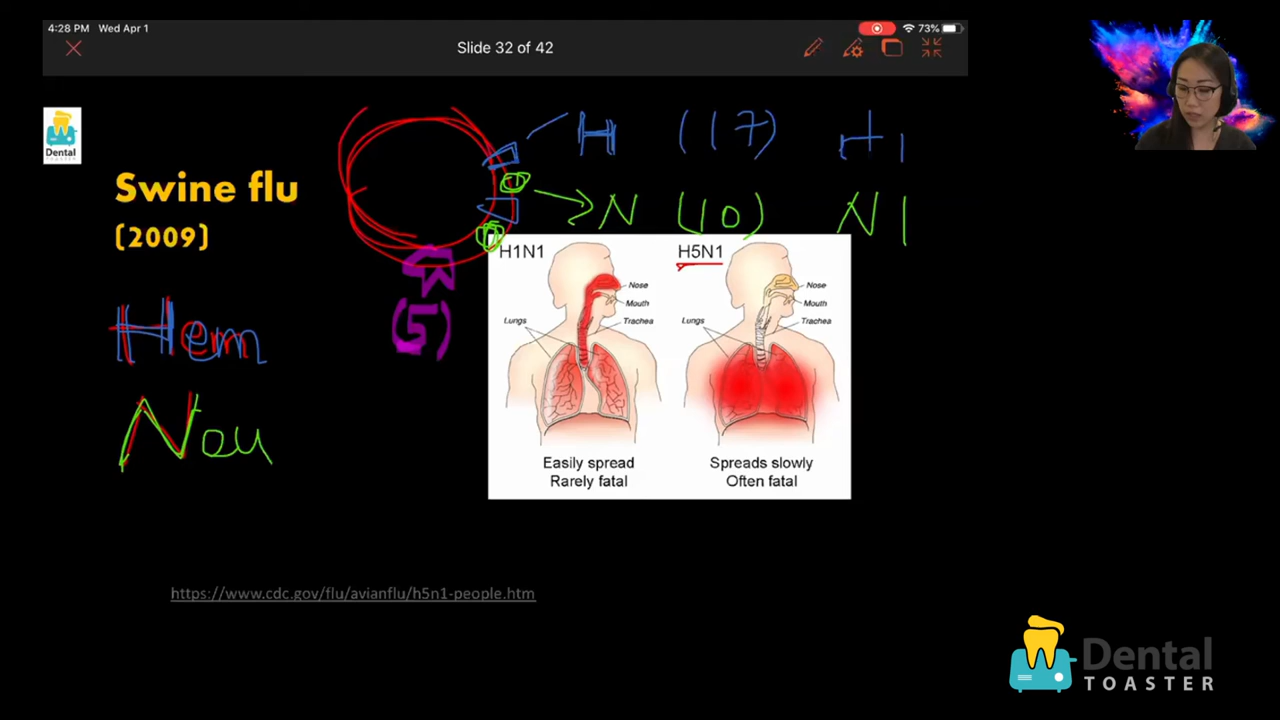 4:28 PM Wed Apr 1
73%
Slide 32 of 42
Dental
Swine flu
(2009)
H (17) H1
N (10) N1
Hem
Neu
(5)
H1N1
Nose
Mouth
Trachea
Lungs
Easily spread
Rarely fatal
H5N1
Nose
Mouth
Trachea
Lungs
Spreads slowly
Often fatal
https://www.cdc.gov/flu/avianflu/h5n1-people.htm
Dental
TOASTER